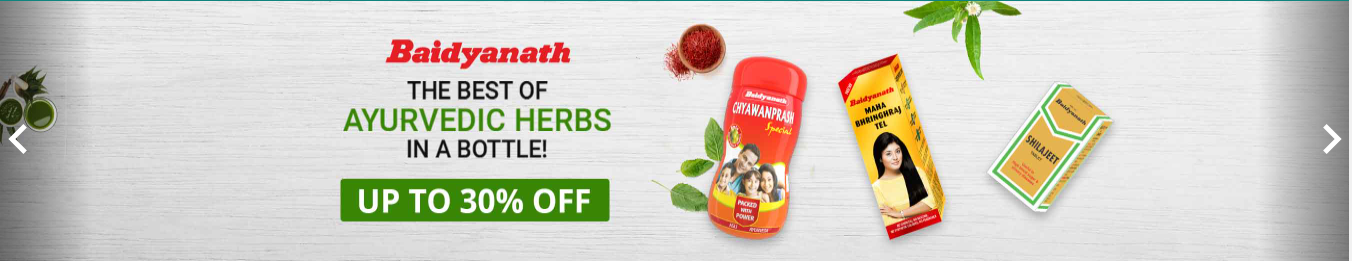 Baidyanath
THE BEST OF
AYURVEDIC HERBS
IN A BOTTLE!
UP TO 30% OFF
Baidyanath
CHYAWANPRASH
Special
PACKED
WITH
POWER
Baidyanath
MAHA
BHRINGHRAJ
TEL
Baidyanath
SHILAJEET